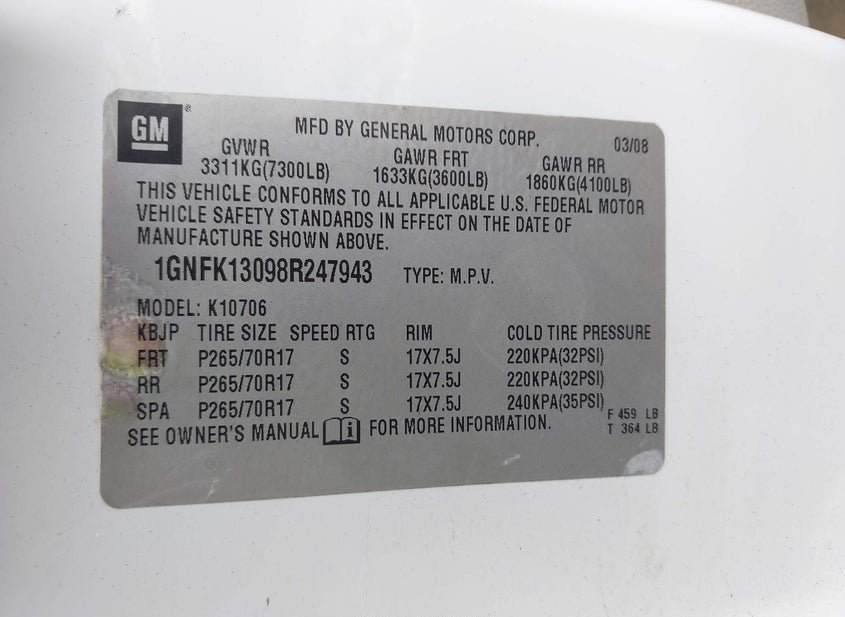 GM®
MFD BY GENERAL MOTORS CORP. 03/08
GVWR GAWR FRT GAWR RR
3311KG(7300LB) 1633KG(3600LB) 1860KG(4100LB)
THIS VEHICLE CONFORMS TO ALL APPLICABLE U.S. FEDERAL MOTOR
VEHICLE SAFETY STANDARDS IN EFFECT ON THE DATE OF
MANUFACTURE SHOWN ABOVE.
1GNFK13098R247943 TYPE: M.P.V.
MODEL: K10706
KBJP TIRE SIZE SPEED RTG RIM COLD TIRE PRESSURE
FRT P265/70R17 S 17X7.5J 220KPA(32PSI)
RR P265/70R17 S 17X7.5J 220KPA(32PSI)
SPA P265/70R17 S 17X7.5J 240KPA(35PSI)
F 459 LB
T 364 LB
SEE OWNER'S MANUAL i FOR MORE INFORMATION.